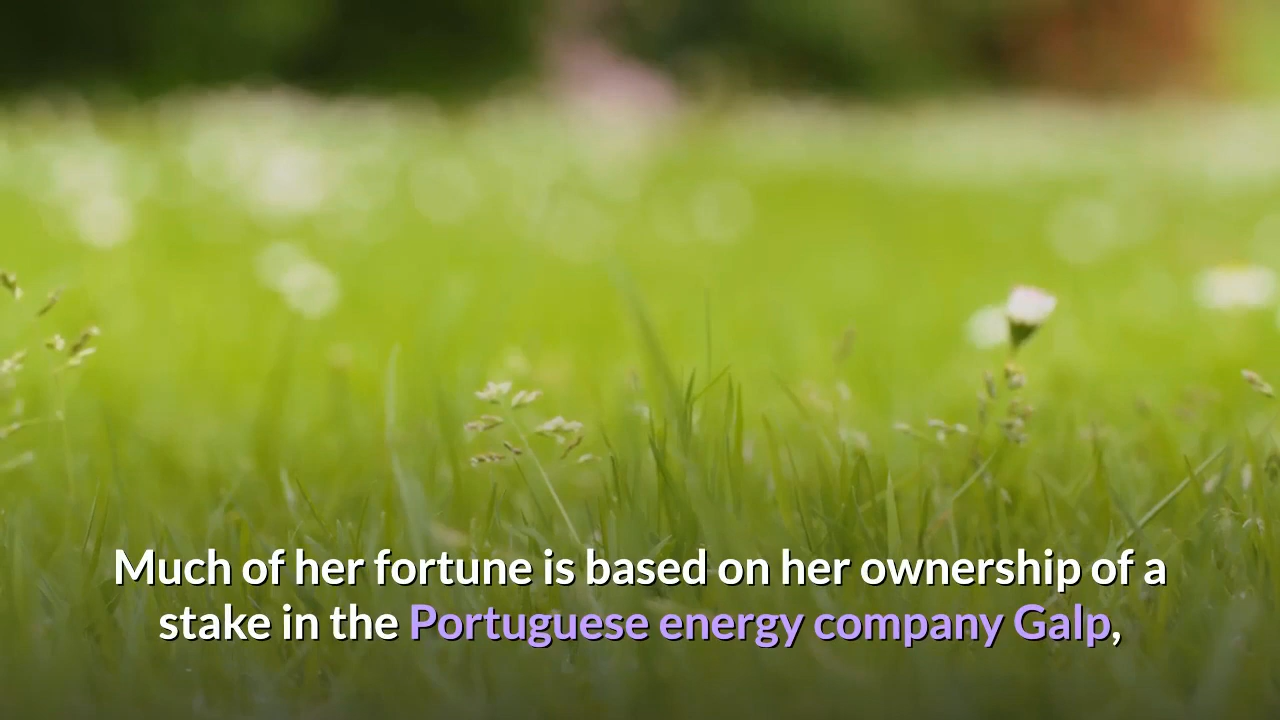 Much of her fortune is based on her ownership of a
stake in the Portuguese energy company Galp,